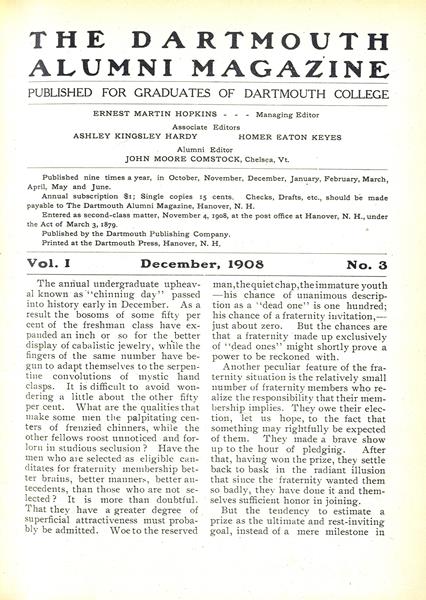 THE DARTMOUTH
ALUMNI MAGAZINE
PUBLISHED FOR GRADUATES OF DARTMOUTH COLLEGE
ERNEST MARTIN HOPKINS - - - Managing Editor
Associate Editors
ASHLEY KINGSLEY HARDY HOMER EATON KEYES
Alumni Editor
JOHN MOORE COMSTOCK, Chelsea, Vt.
Published nine times a year, in October, November, December, January, February, March,
April, May and June.
Annual subscription $1; Single copies 15 cents. Checks, Drafts, etc., should be made
payable to The Dartmouth Alumni Magazine, Hanover, N. H.
Entered as second-class matter, November 4, 1908, at the post office at Hanover, N. H., under
the Act of March 3, 1879.
Published by the Dartmouth Publishing Company.
Printed at the Dartmouth Press, Hanover, N. H.
Vol. I December, 1908 No. 3
The annual undergraduate upheav-
al known as "chinning day" passed
into history early in December. As a
result the bosoms of some fifty per
cent of the freshman class have ex-
panded an inch or so for the better
display of cabalistic jewelry, while the
fingers of the same number have be-
gun to adapt themselves to the serpen-
tine convolutions of mystic hand
clasps. It is difficult to avoid won-
dering a little about the other fifty
per cent. What are the qualities that
make some men the palpitating cen-
ters of frenzied chinners, while the
other fellows roost unnoticed and for-
lorn in studious seclusion? Have the
men who are selected as eligible can-
ditates for fraternity membership bet-
ter brains, better manners, better an-
tecedents, than those who are not se-
lected? It is more than doubtful.
That they have a greater degree of
superficial attractiveness must proba-
bly be admitted. Woe to the reserved
man, the quiet chap, the immature youth
—his chance of unanimous descrip-
tion as a "dead one" is one hundred;
his chance of a fraternity invitation,—
just about zero. But the chances are
that a fraternity made up exclusively
of "dead ones" might shortly prove a
power to be reckoned with.
Another peculiar feature of the fra-
ternity situation is the relatively small
number of fraternity members who re-
alize the responsibility that their mem-
bership implies. They owe their elec-
tion, let us hope, to the fact that
something may rightfully be expected
of them. They made a brave show
up to the hour of pledging. After
that, having won the prize, they settle
back to bask in the radiant illusion
that since the fraternity wanted them
so badly, they have done it and them-
selves sufficient honor in joining.
But the tendency to estimate a
prize as the ultimate and rest-inviting
goal, instead of a mere milestone in